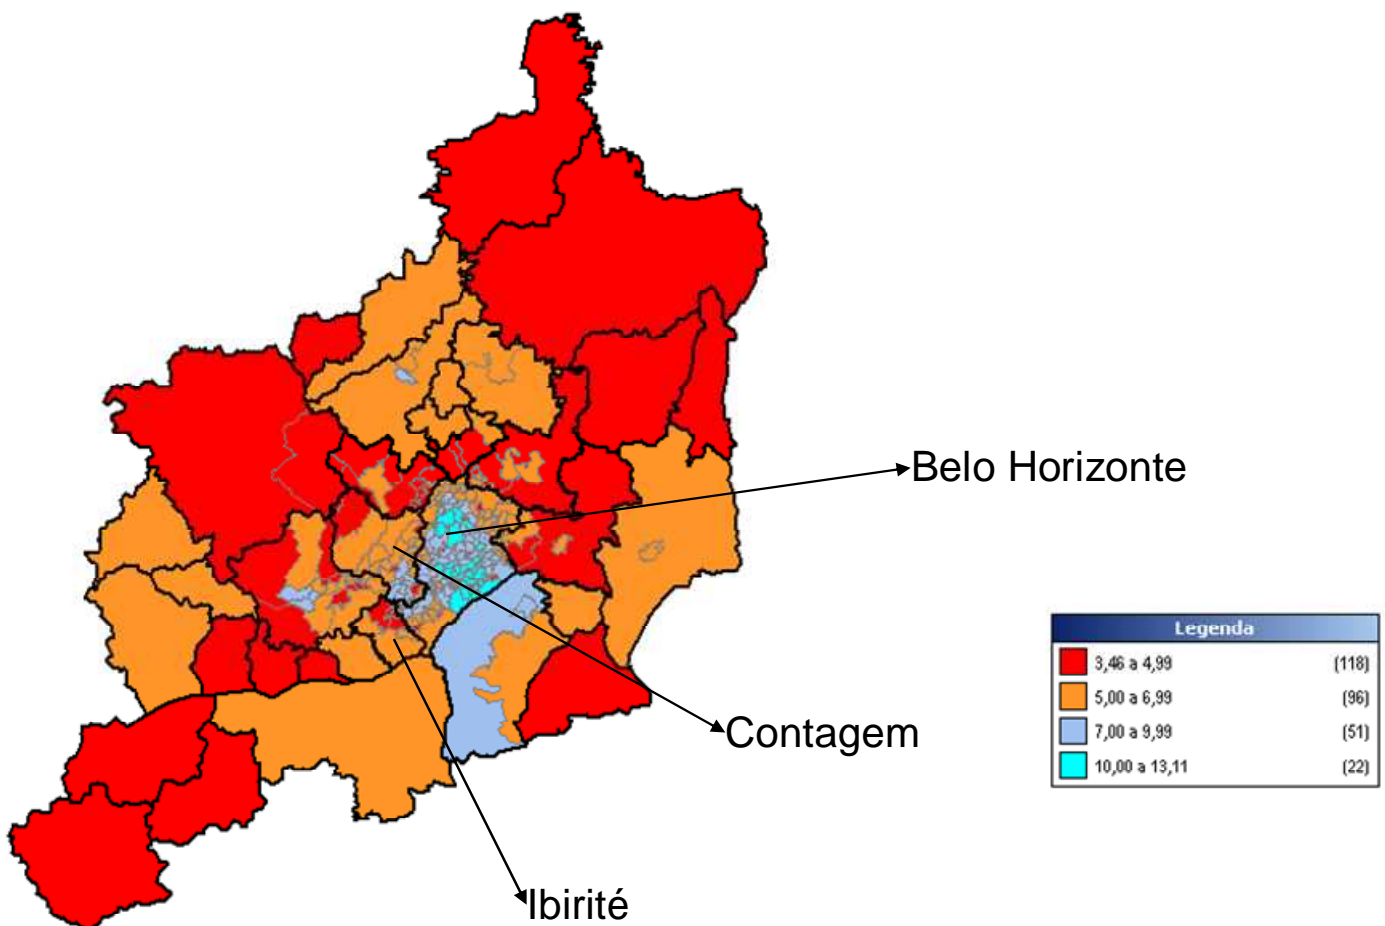 Belo Horizonte
Contagem
Ibirité
Legenda
3,46 a 4,99 (118)
5,00 a 6,99 (96)
7,00 a 9,99 (51)
10,00 a 13,11 (22)